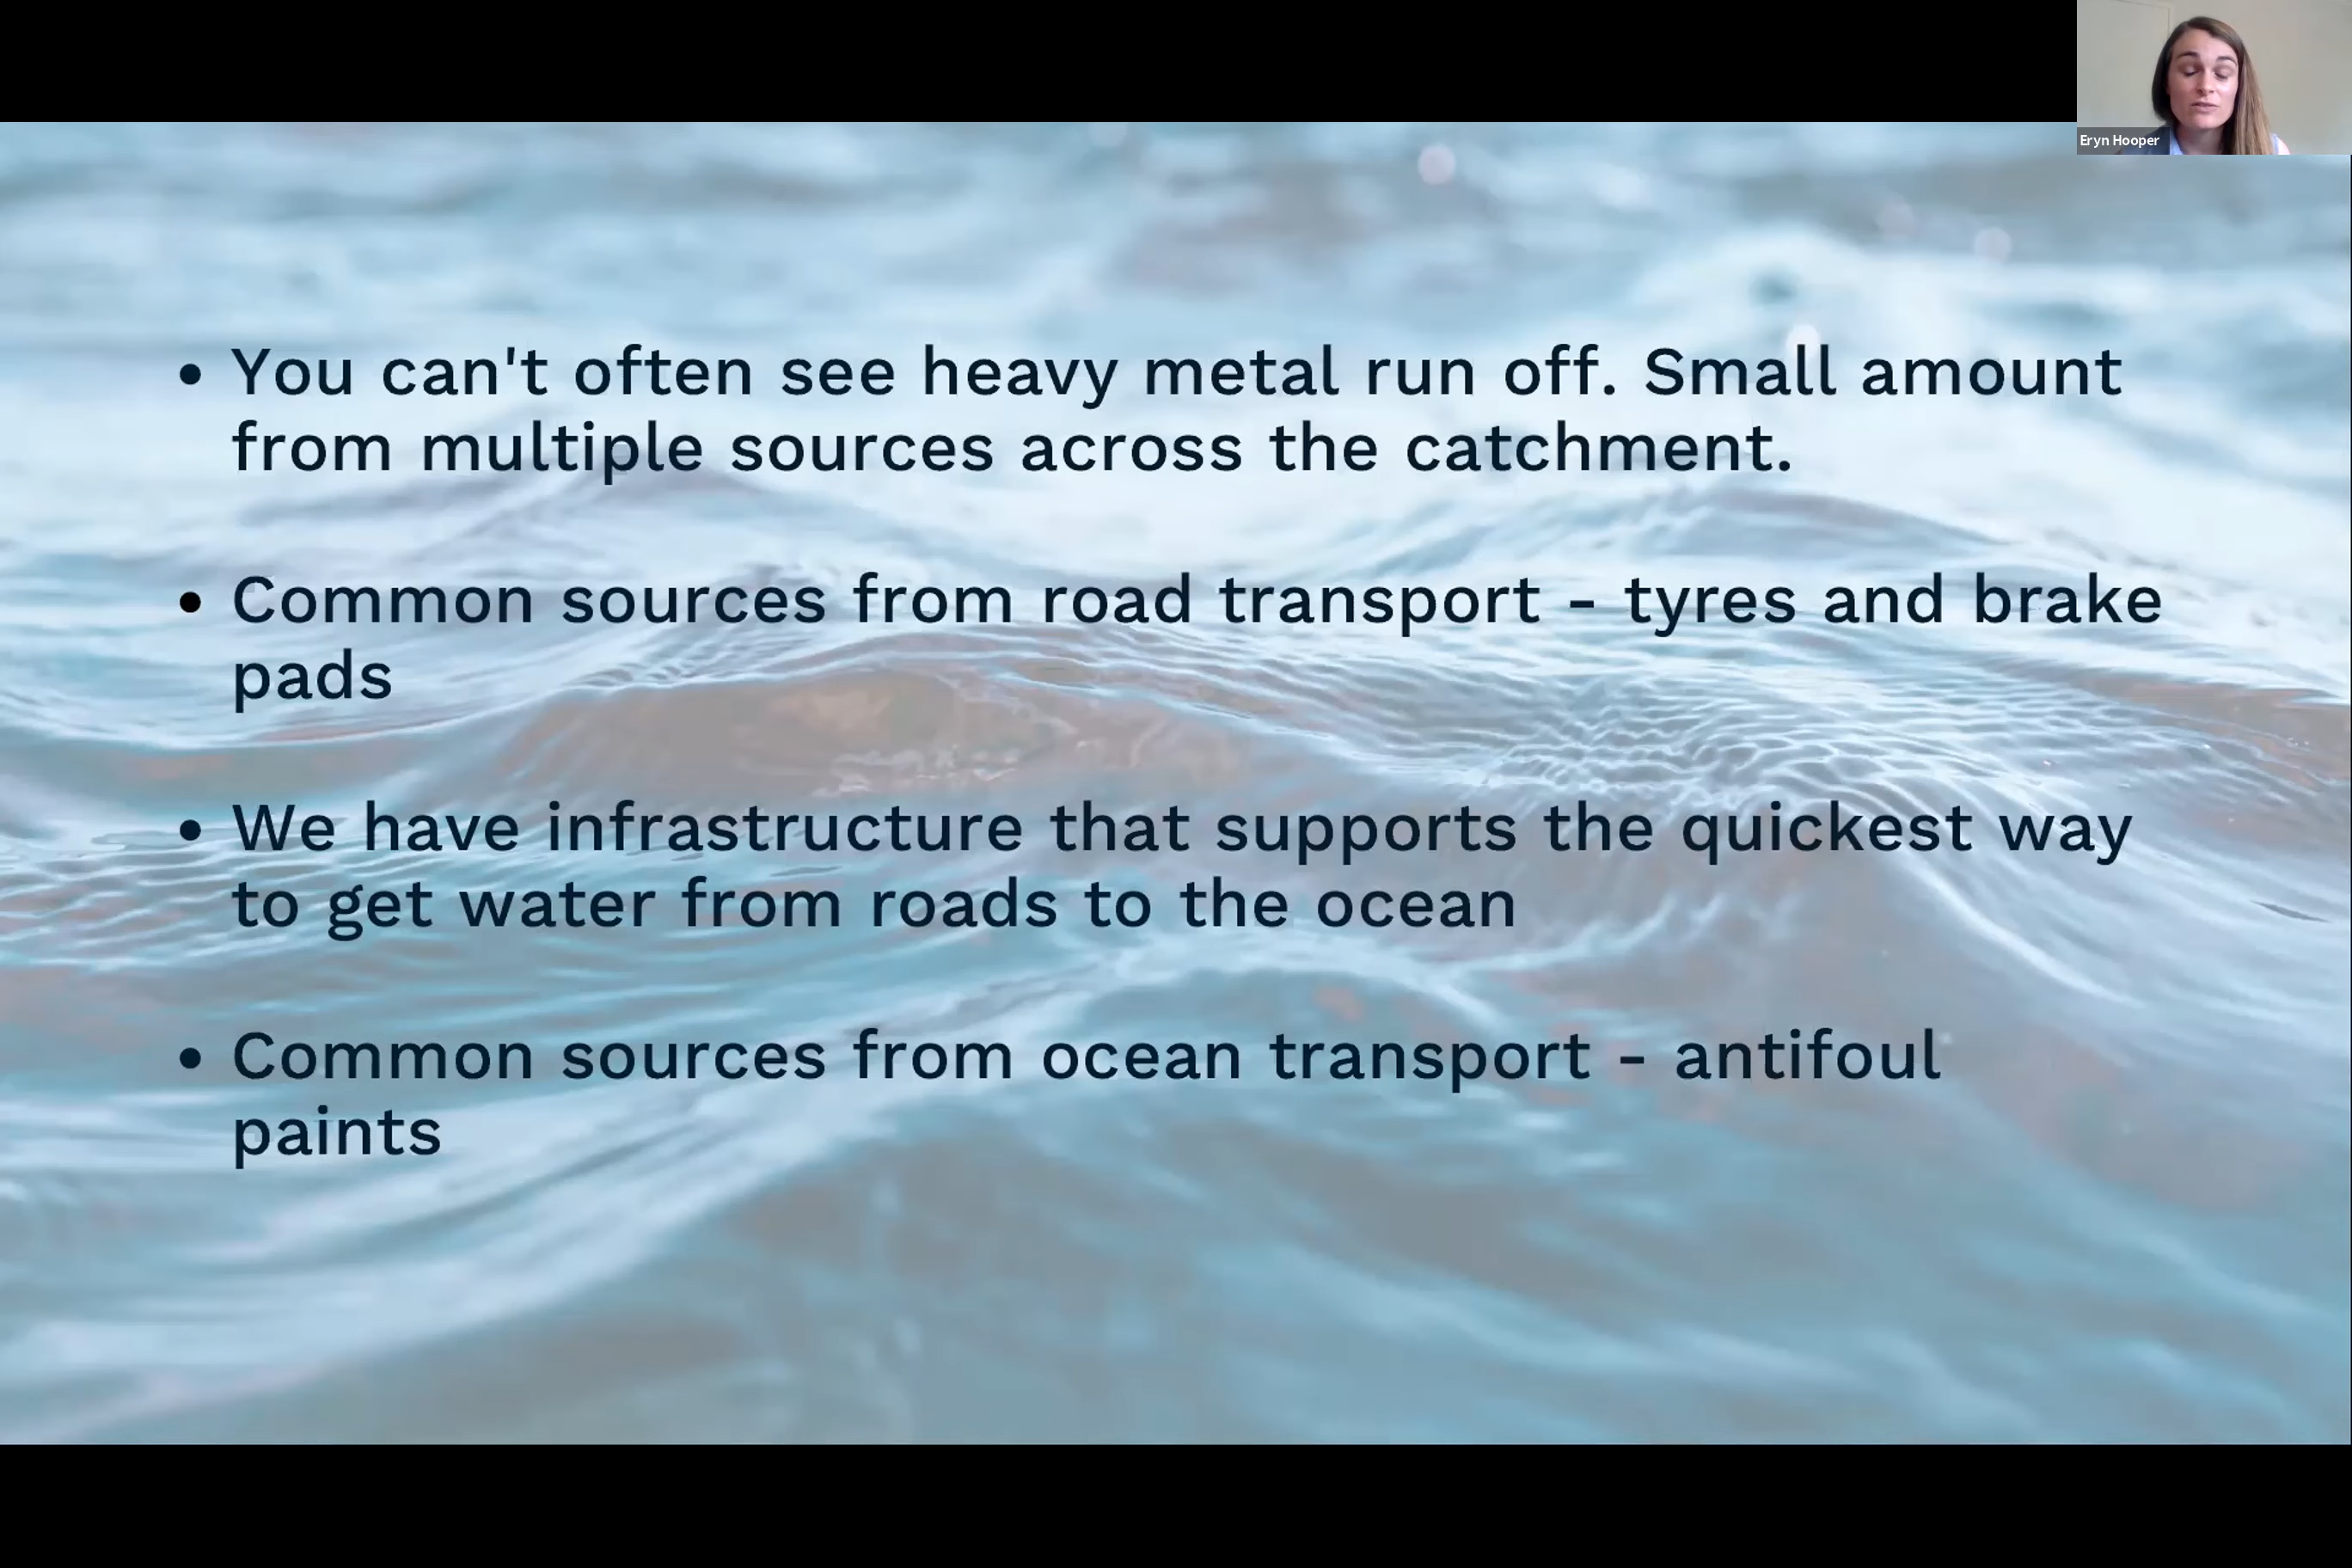 Eryn Hooper
• You can't often see heavy metal run off. Small amount
from multiple sources across the catchment.
• Common sources from road transport - tyres and brake
pads
• We have infrastructure that supports the quickest way
to get water from roads to the ocean
• Common sources from ocean transport - antifoul
paints